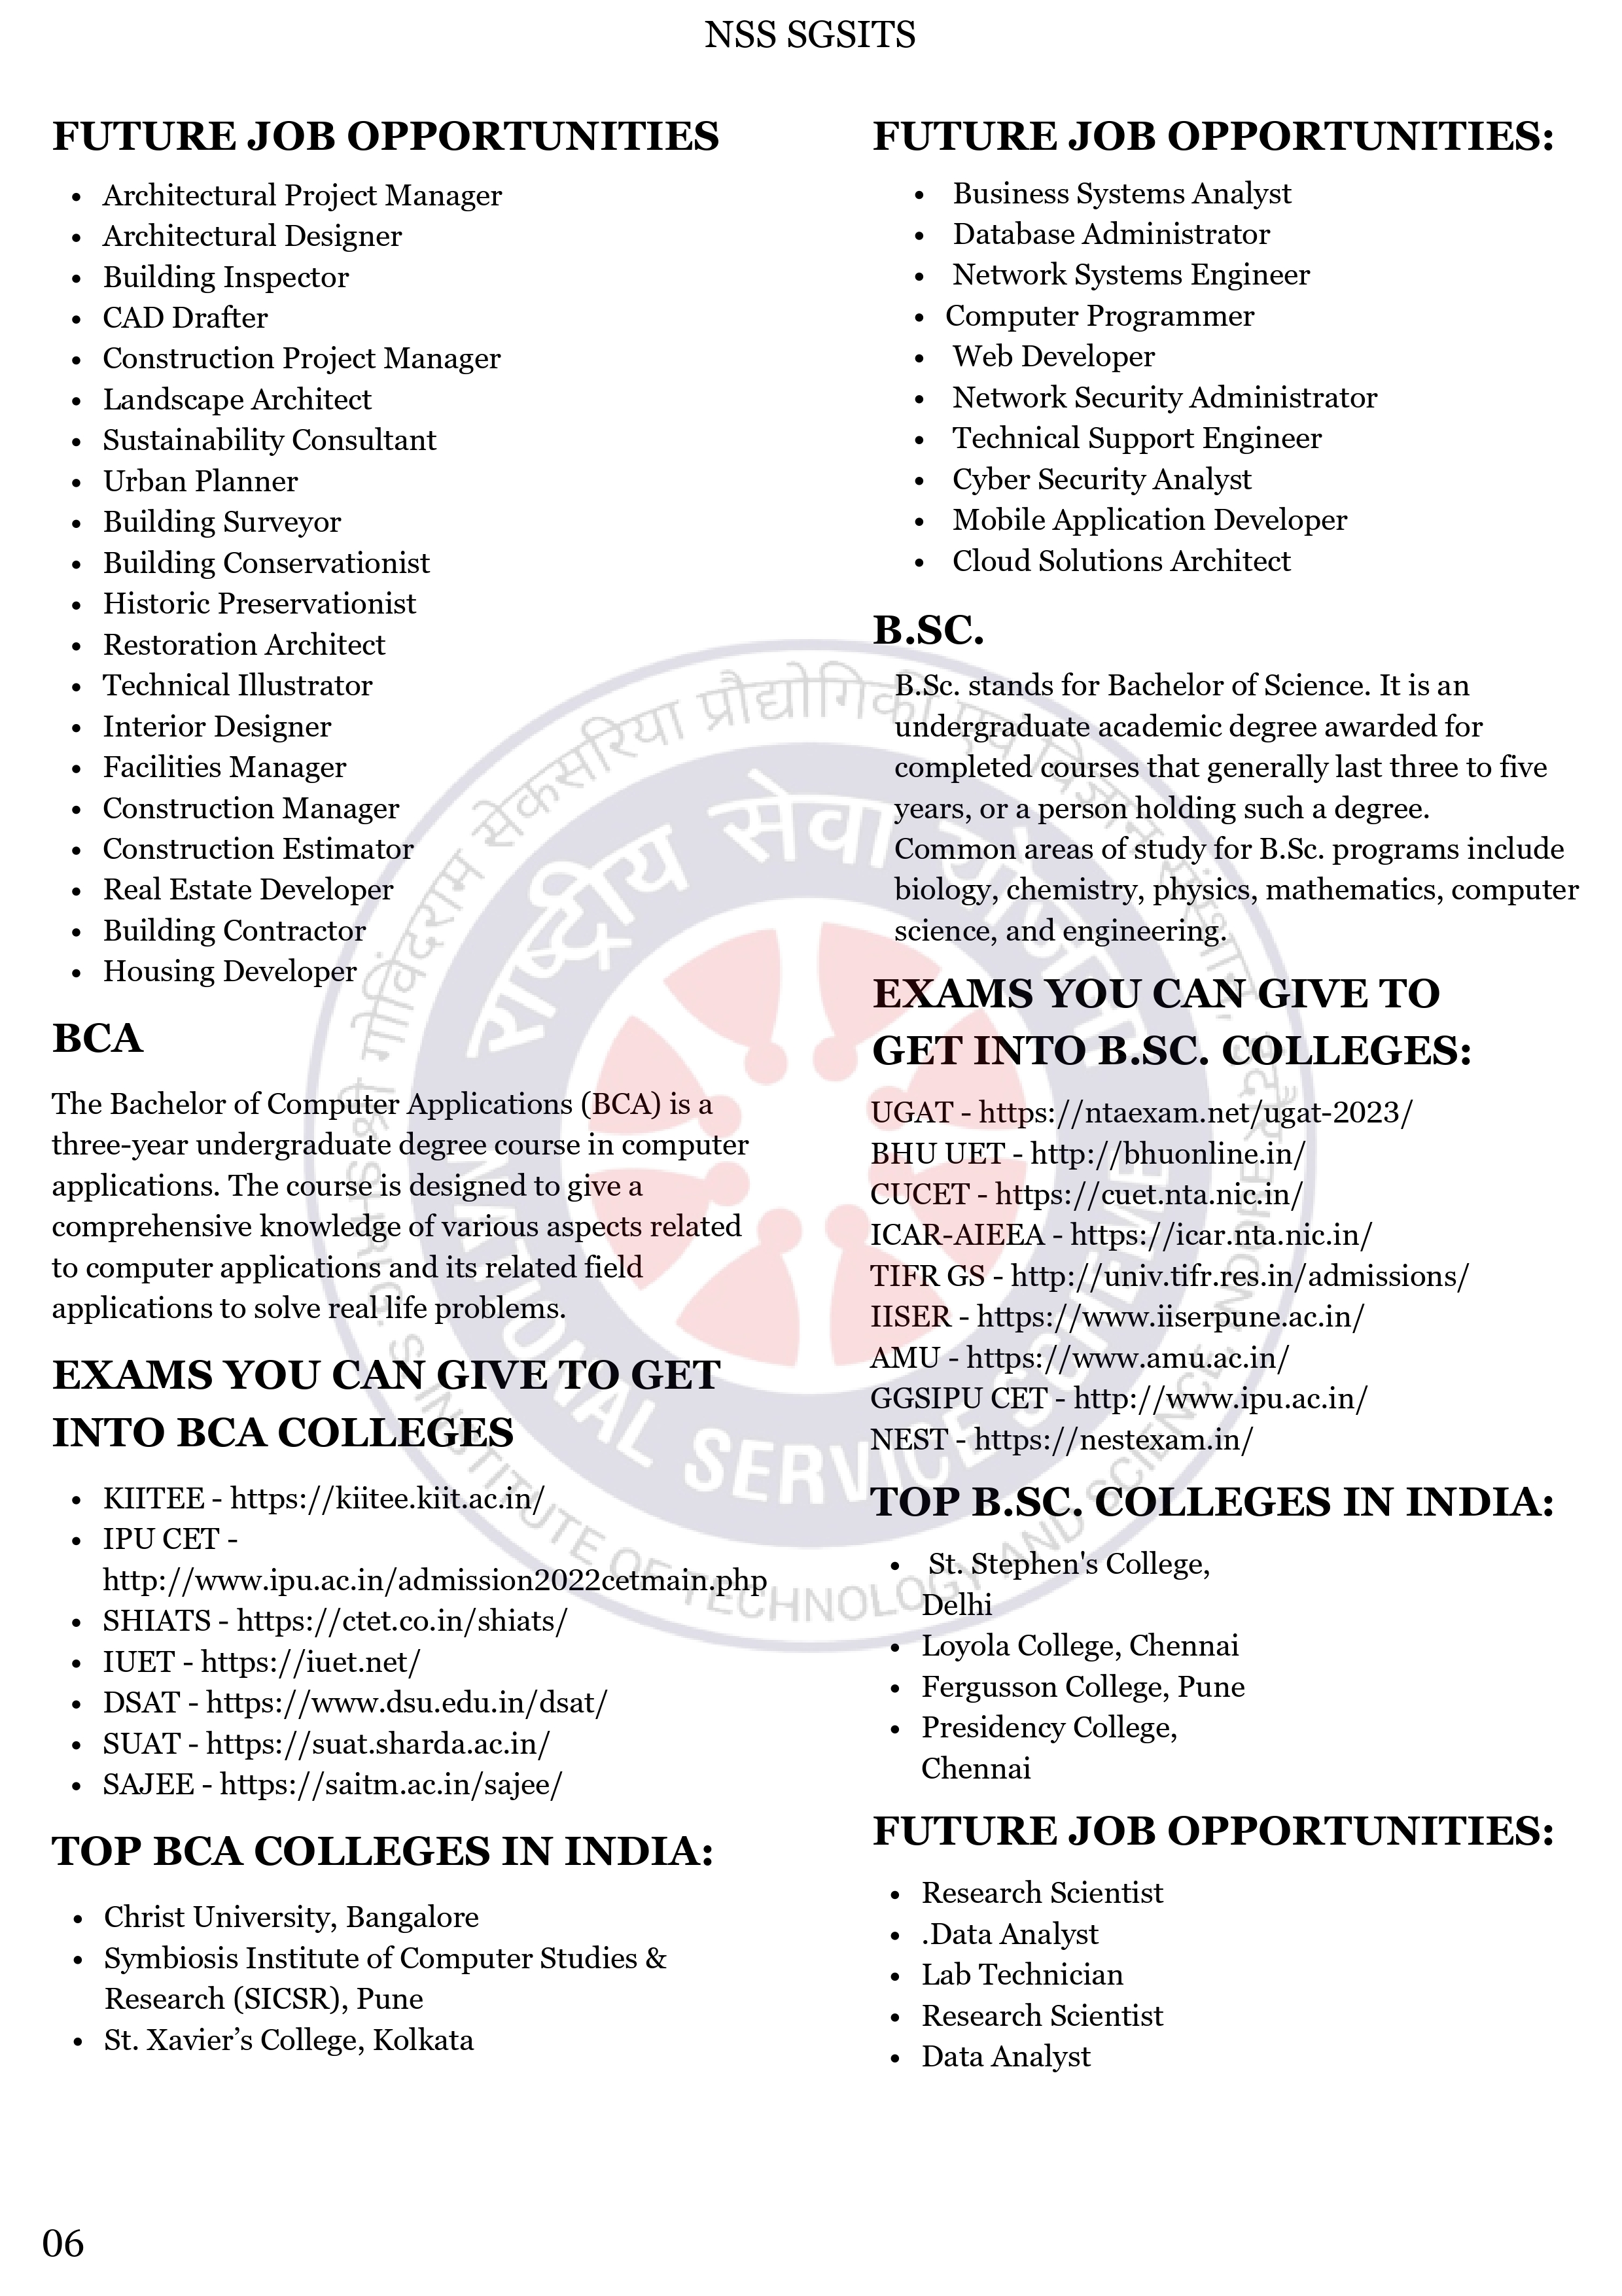 NSS SGSITS
FUTURE JOB OPPORTUNITIES
• Architectural Project Manager
• Architectural Designer
• Building Inspector
• CAD Drafter
• Construction Project Manager
• Landscape Architect
• Sustainability Consultant
• Urban Planner
• Building Surveyor
• Building Conservationist
• Historic Preservationist
• Restoration Architect
• Technical Illustrator
• Interior Designer
• Facilities Manager
• Construction Manager
• Construction Estimator
• Real Estate Developer
• Building Contractor
• Housing Developer
BCA
The Bachelor of Computer Applications (BCA) is a
three-year undergraduate degree course in computer
applications. The course is designed to give a
comprehensive knowledge of various aspects related
to computer applications and its related field
applications to solve real life problems.
EXAMS YOU CAN GIVE TO GET
INTO BCA COLLEGES
• KIITEE - https://kiitee.kiit.ac.in/
• IPU CET -
http://www.ipu.ac.in/admission2022cetmain.php
• SHIATS - https://ctet.co.in/shiats/
• IUET - https://iuet.net/
• DSAT - https://www.dsu.edu.in/dsat/
• SUAT - https://suat.sharda.ac.in/
• SAJEE - https://saitm.ac.in/sajee/
TOP BCA COLLEGES IN INDIA:
• Christ University, Bangalore
• Symbiosis Institute of Computer Studies &
Research (SICSR), Pune
• St. Xavier’s College, Kolkata
FUTURE JOB OPPORTUNITIES:
• Business Systems Analyst
• Database Administrator
• Network Systems Engineer
• Computer Programmer
• Web Developer
• Network Security Administrator
• Technical Support Engineer
• Cyber Security Analyst
• Mobile Application Developer
• Cloud Solutions Architect
B.SC.
B.Sc. stands for Bachelor of Science. It is an
undergraduate academic degree awarded for
completed courses that generally last three to five
years, or a person holding such a degree.
Common areas of study for B.Sc. programs include
biology, chemistry, physics, mathematics, computer
science, and engineering.
EXAMS YOU CAN GIVE TO
GET INTO B.SC. COLLEGES:
UGAT - https://ntaexam.net/ugat-2023/
BHU UET - http://bhuonline.in/
CUCET - https://cuet.nta.nic.in/
ICAR-AIEEA - https://icar.nta.nic.in/
TIFR GS - http://univ.tifr.res.in/admissions/
IISER - https://www.iiserpune.ac.in/
AMU - https://www.amu.ac.in/
GGSIPU CET - http://www.ipu.ac.in/
NEST - https://nestexam.in/
TOP B.SC. COLLEGES IN INDIA:
• St. Stephen's College,
Delhi
• Loyola College, Chennai
• Fergusson College, Pune
• Presidency College,
Chennai
FUTURE JOB OPPORTUNITIES:
• Research Scientist
• .Data Analyst
• Lab Technician
• Research Scientist
• Data Analyst
06
श्री गोविंदराम सेकसरिया प्रौद्योगिकी एवं विज्ञान संस्थान, इंदौर
राष्ट्रीय सेवा योजना
NATIONAL SERVICE SCHEME
SHRI G. S. INSTITUTE OF TECHNOLOGY AND SCIENCE, INDORE